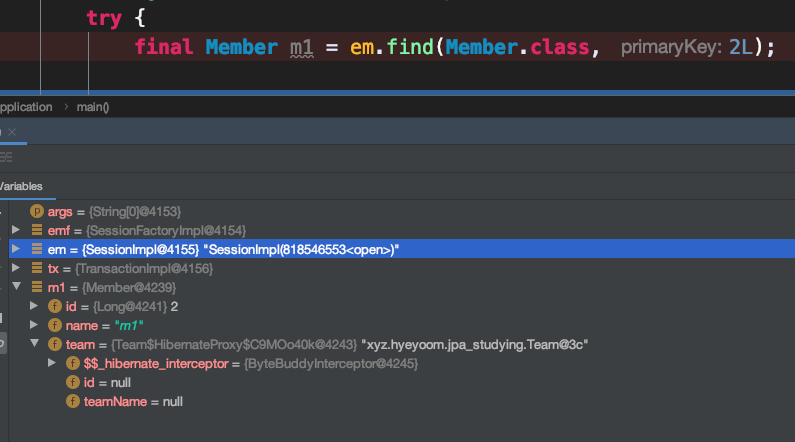 try {
final Member m1 = em.find(Member.class, primaryKey: 2L);
pplication > main()
Variables
args = {String[0]@4153}
emf = {SessionFactoryImpl@4154}
em = {SessionImpl@4155} "SessionImpl(818546553<open>)"
tx = {TransactionImpl@4156}
m1 = {Member@4239}
id = {Long@4241} 2
name = "m1"
team = {Team$HibernateProxy$C9MOo40k@4243} "xyz.hyeyoom.jpa_studying.Team@3c"
$$_hibernate_interceptor = {ByteBuddyInterceptor@4245}
id = null
teamName = null